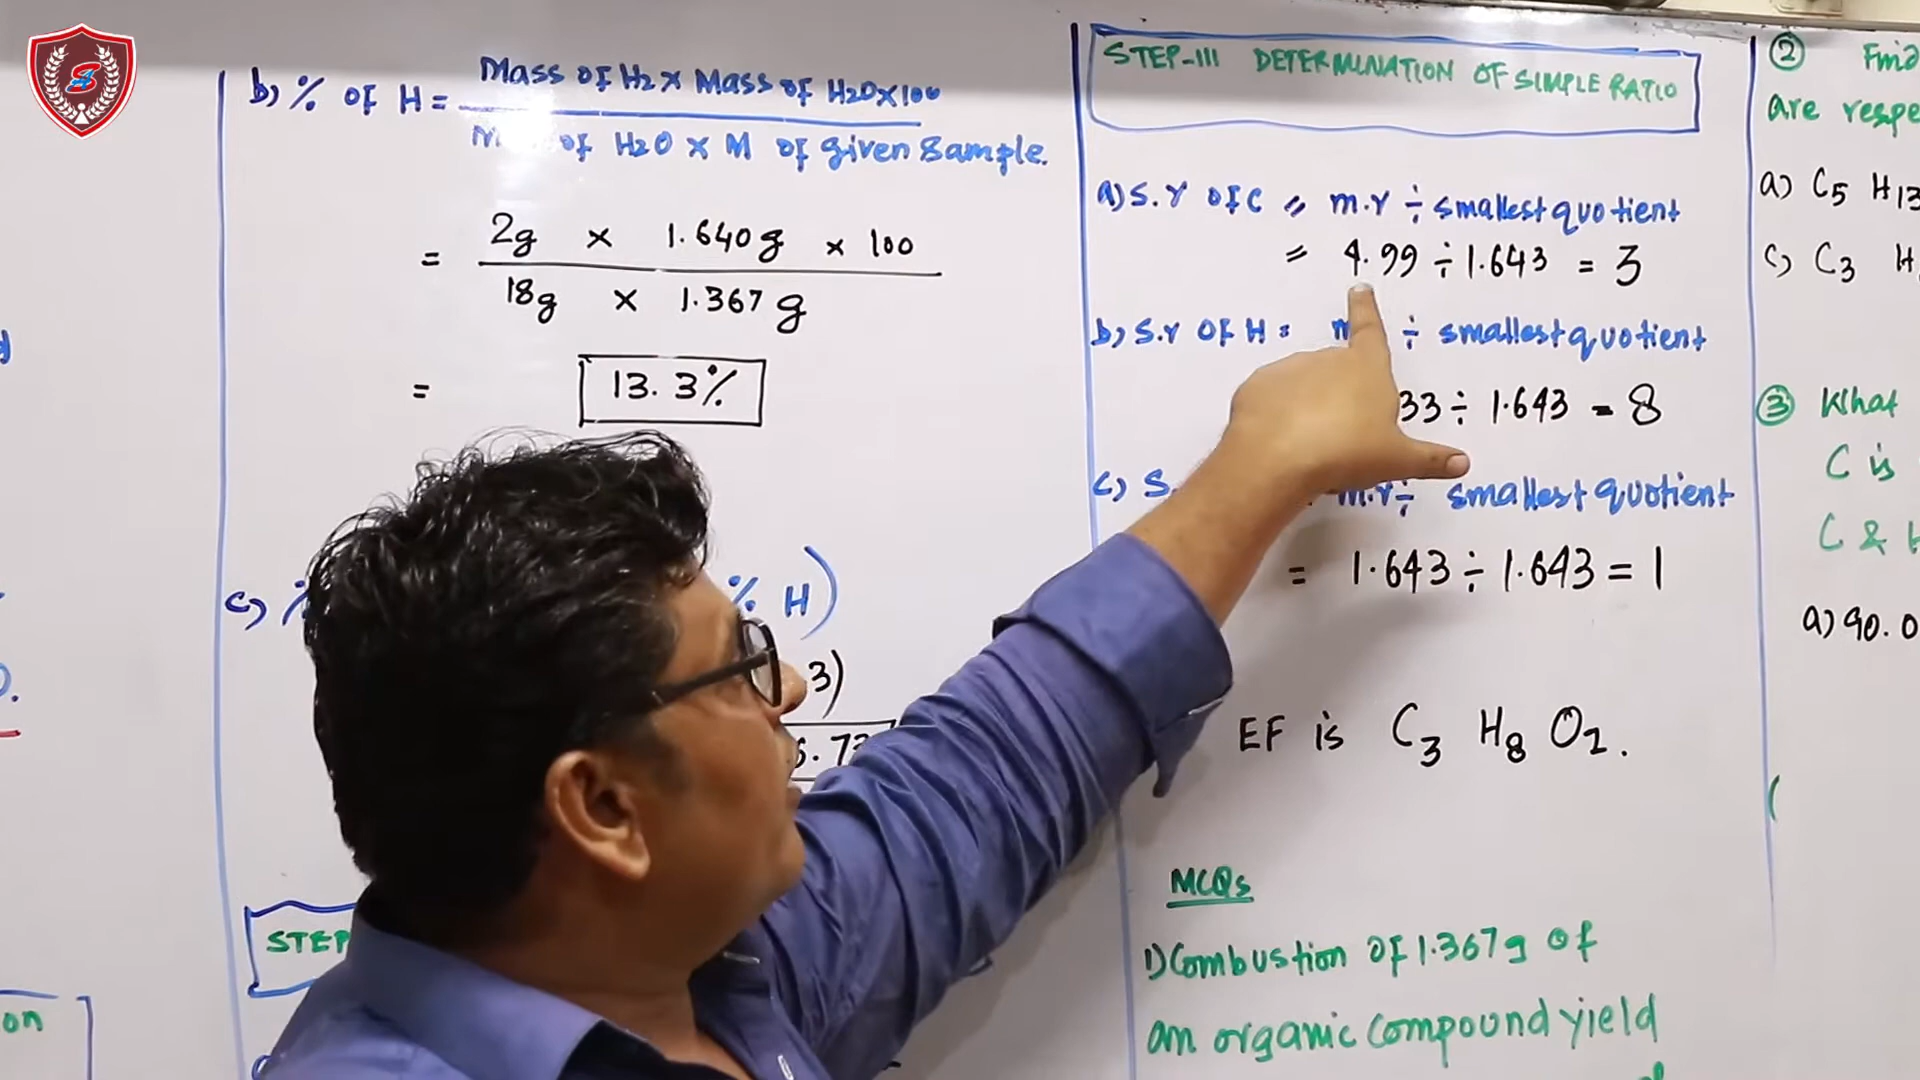 b) % OF H = Mass of H2 x Mass of H2O x 100
of H2O x M of given Sample.
= 2g x 1.640g x 100
18g x 1.367g
= 13.3%
c) % H)
3)
6.73
STEP
on
STEP-III DETERMINATION OF SIMPLE RATIO
a) S.r OF C = m.r ÷ smallest quotient
= 4.99 ÷ 1.643 = 3
b) S.r OF H = ÷ smallest quotient
33 ÷ 1.643 = 8
c) S. = m.r ÷ smallest quotient
= 1.643 ÷ 1.643 = 1
EF is C3 H8 O2.
MCQs
1) Combustion of 1.367g of
an organic compound yield
② Find
are respe
a) C5 H13
c) C3 H
③ What
C is
C & H
a) 90.0